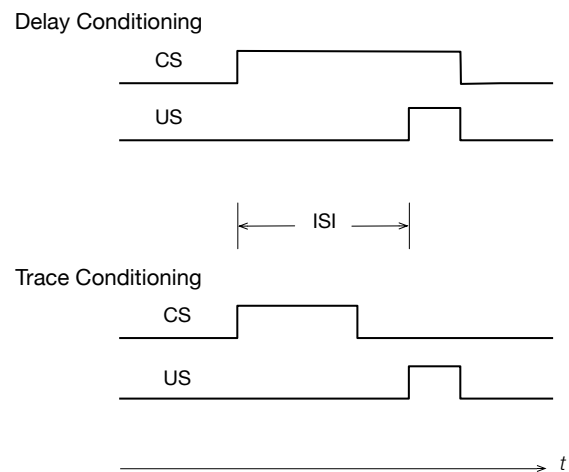 Delay Conditioning
CS
US
ISI
Trace Conditioning
CS
US
t